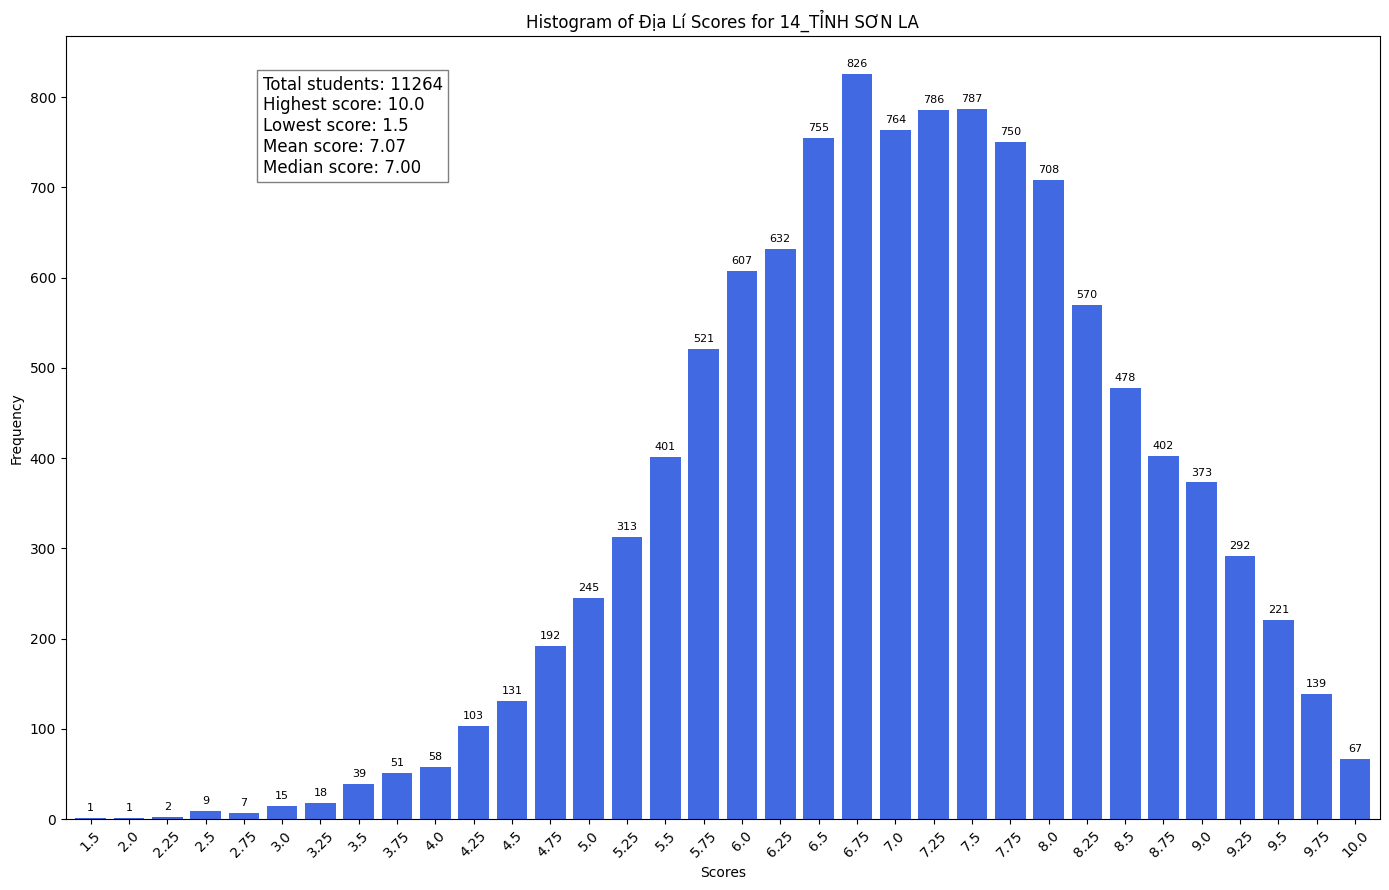 Histogram of Địa Lí Scores for 14_TỈNH SƠN LA
Total students: 11264
Highest score: 10.0
Lowest score: 1.5
Mean score: 7.07
Median score: 7.00
Frequency
800
700
600
500
400
300
200
100
0
1 1 2 9 7 15 18 39 51 58 103 131 192 245 313 401 521 607 632 755 826 764 786 787 750 708 570 478 402 373 292 221 139 67
1.5 2.0 2.25 2.5 2.75 3.0 3.25 3.5 3.75 4.0 4.25 4.5 4.75 5.0 5.25 5.5 5.75 6.0 6.25 6.5 6.75 7.0 7.25 7.5 7.75 8.0 8.25 8.5 8.75 9.0 9.25 9.5 9.75 10.0
Scores